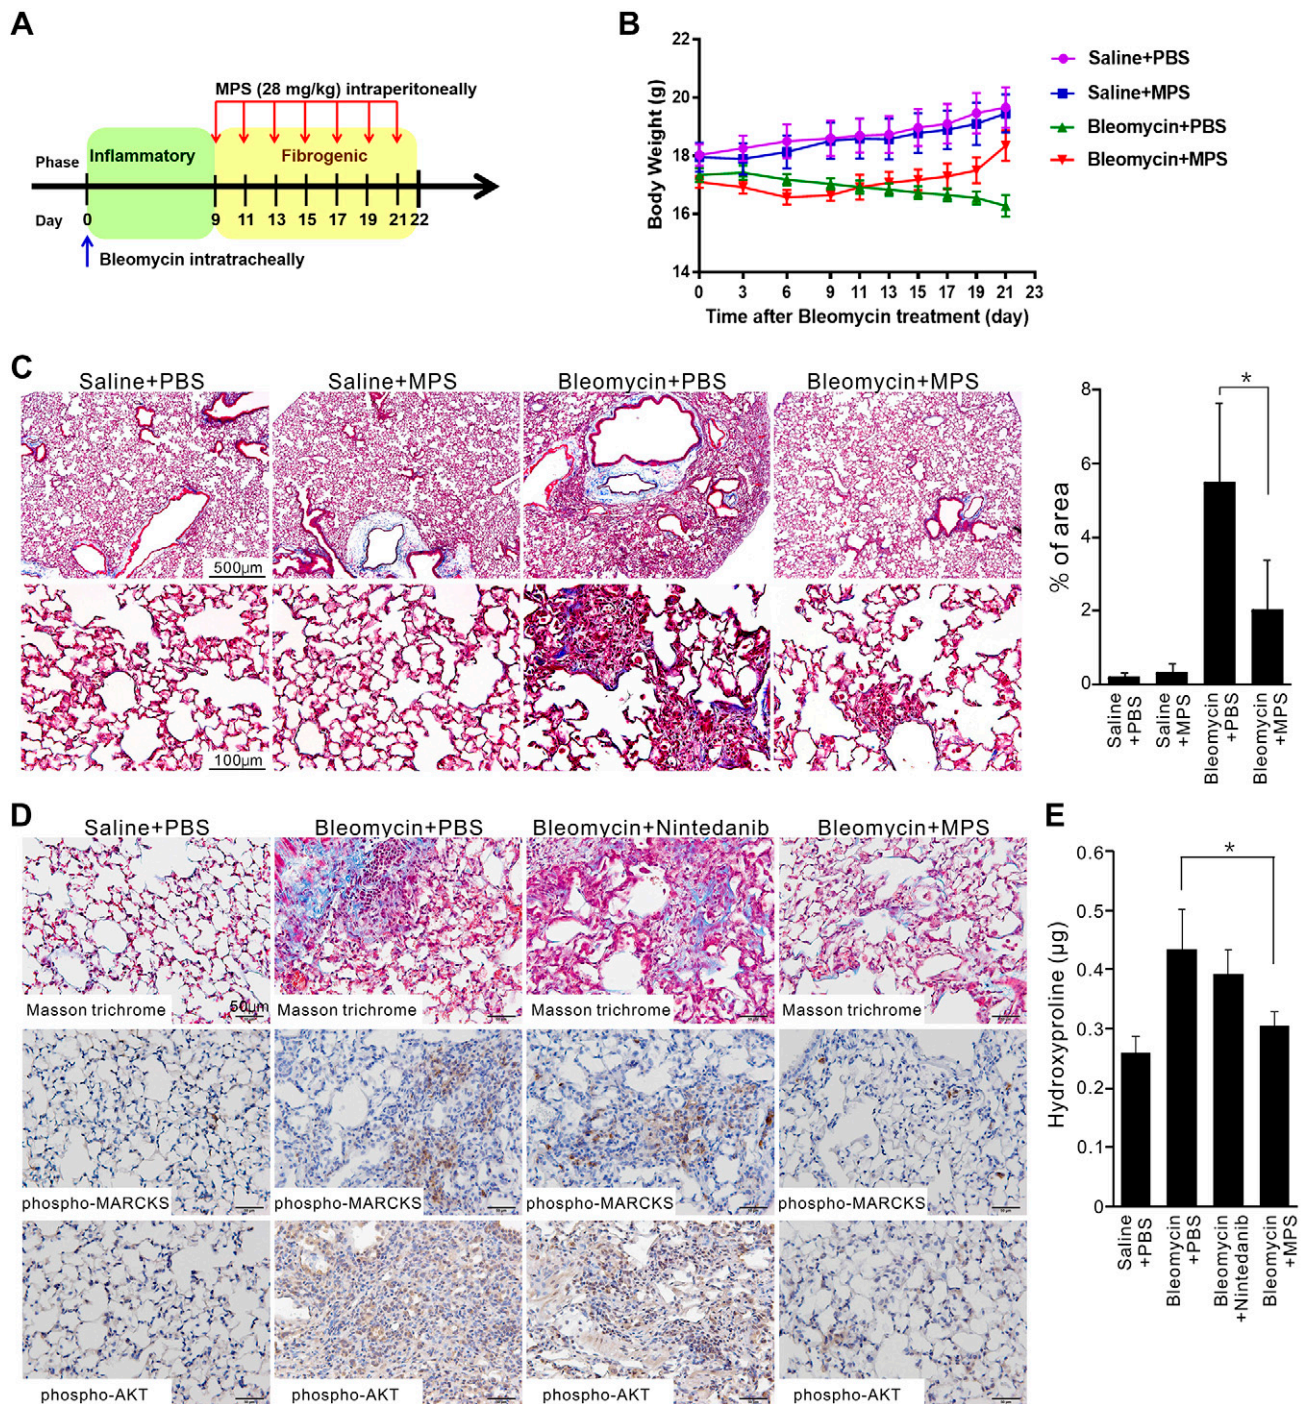 A
MPS (28 mg/kg) intraperitoneally
Phase
Inflammatory
Fibrogenic
Day
0 9 11 13 15 17 19 21 22
Bleomycin intratracheally
B
Body Weight (g)
22
20
18
16
14
0 3 6 9 11 13 15 17 19 21 23
Time after Bleomycin treatment (day)
Saline+PBS
Saline+MPS
Bleomycin+PBS
Bleomycin+MPS
C
Saline+PBS Saline+MPS Bleomycin+PBS Bleomycin+MPS
500µm
100µm
% of area
8
6
4
2
0
*
Saline
+PBS
Saline
+MPS
Bleomycin
+PBS
Bleomycin
+MPS
D
Saline+PBS Bleomycin+PBS Bleomycin+Nintedanib Bleomycin+MPS
50µm
Masson trichrome Masson trichrome Masson trichrome Masson trichrome
phospho-MARCKS phospho-MARCKS phospho-MARCKS phospho-MARCKS
phospho-AKT phospho-AKT phospho-AKT phospho-AKT
E
Hydroxyproline (µg)
0.6
0.5
0.4
0.3
0.2
0.1
0
*
Saline
+PBS
Bleomycin
+PBS
Bleomycin
+Nintedanib
Bleomycin
+MPS